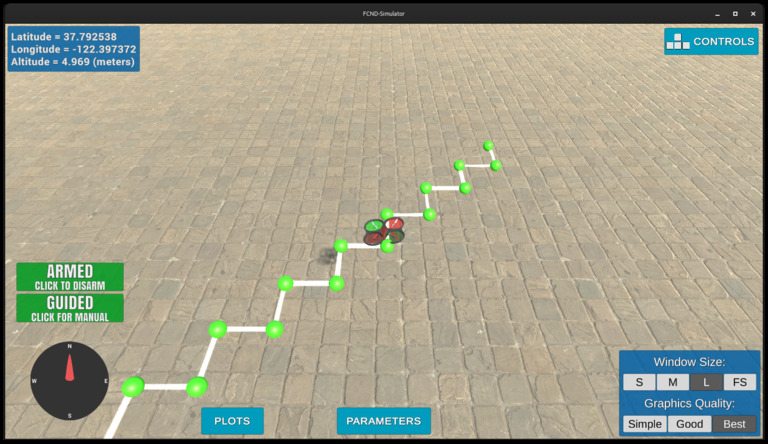 FCND-Simulator
Latitude = 37.792538
Longitude = -122.397372
Altitude = 4.969 (meters)
CONTROLS
ARMED
CLICK TO DISARM
GUIDED
CLICK FOR MANUAL
N
W E
S
PLOTS
PARAMETERS
Window Size:
S M L FS
Graphics Quality:
Simple Good Best